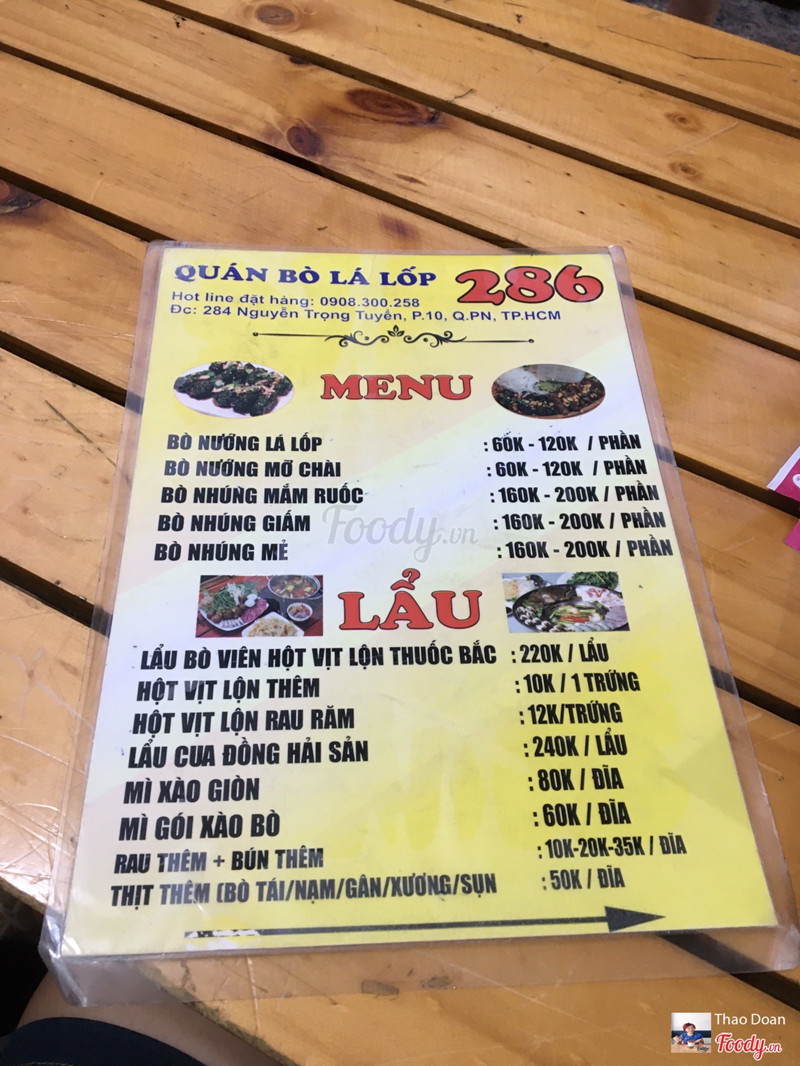 QUÁN BÒ LÁ LỐP 286
Hot line đặt hàng: 0908.300.258
Đc: 284 Nguyễn Trọng Tuyển, P.10, Q.PN, TP.HCM
MENU
BÒ NƯỚNG LÁ LỐP : 60K - 120K / PHẦN
BÒ NƯỚNG MỠ CHÀI : 60K - 120K / PHẦN
BÒ NHÚNG MẮM RUỐC : 160K - 200K / PHẦN
BÒ NHÚNG GIẤM : 160K - 200K / PHẦN
BÒ NHÚNG MẺ : 160K - 200K / PHẦN
Foody.vn
LẨU
LẨU BÒ VIÊN HỘT VỊT LỘN THUỐC BẮC : 220K / LẨU
HỘT VỊT LỘN THÊM : 10K / 1 TRỨNG
HỘT VỊT LỘN RAU RĂM : 12K/TRỨNG
LẨU CUA ĐỒNG HẢI SẢN : 240K / LẨU
MÌ XÀO GIÒN : 80K / ĐĨA
MÌ GÓI XÀO BÒ : 60K / ĐĨA
RAU THÊM + BÚN THÊM : 10K-20K-35K / ĐĨA
THỊT THÊM (BÒ TÁI/NẠM/GÂN/XƯƠNG/SỤN : 50K / ĐĨA
Thao Doan
Foody.vn